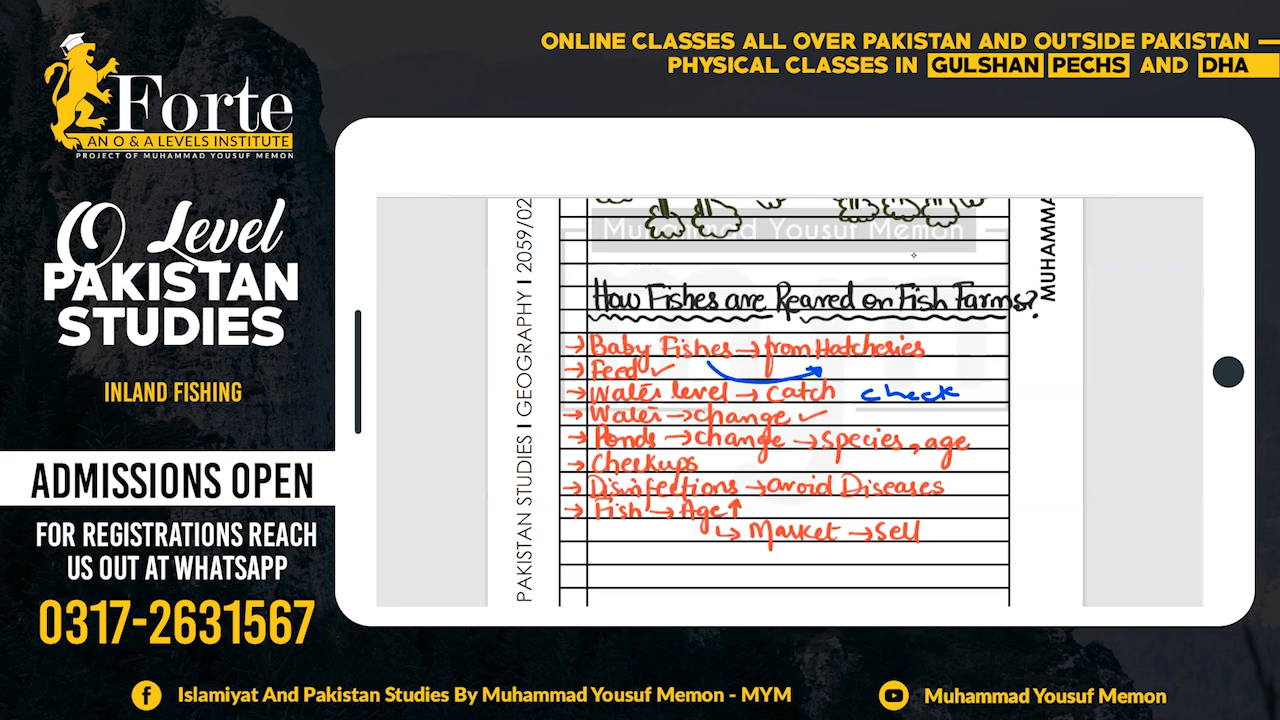 Forte
AN O & A LEVELS INSTITUTE
PROJECT OF MUHAMMAD YOUSUF MEMON
O Level
PAKISTAN
STUDIES
INLAND FISHING
ADMISSIONS OPEN
FOR REGISTRATIONS REACH
US OUT AT WHATSAPP
0317-2631567
ONLINE CLASSES ALL OVER PAKISTAN AND OUTSIDE PAKISTAN
PHYSICAL CLASSES IN GULSHAN PECHS AND DHA
PAKISTAN STUDIES I GEOGRAPHY I 2059/02
MUHAMMA
Muhammad Yousuf Memon
How Fishes are Reared on Fish Farms?
→ Baby Fishes → from Hatcheries
→ Feed ✓
→ Water level → Catch check
→ Water → change ✓
→ Ponds → change → species, age
→ Checkups
→ Disinfections → avoid Diseases
→ Fish → Age ↑
↳ Market → sell
Islamiyat And Pakistan Studies By Muhammad Yousuf Memon - MYM
Muhammad Yousuf Memon